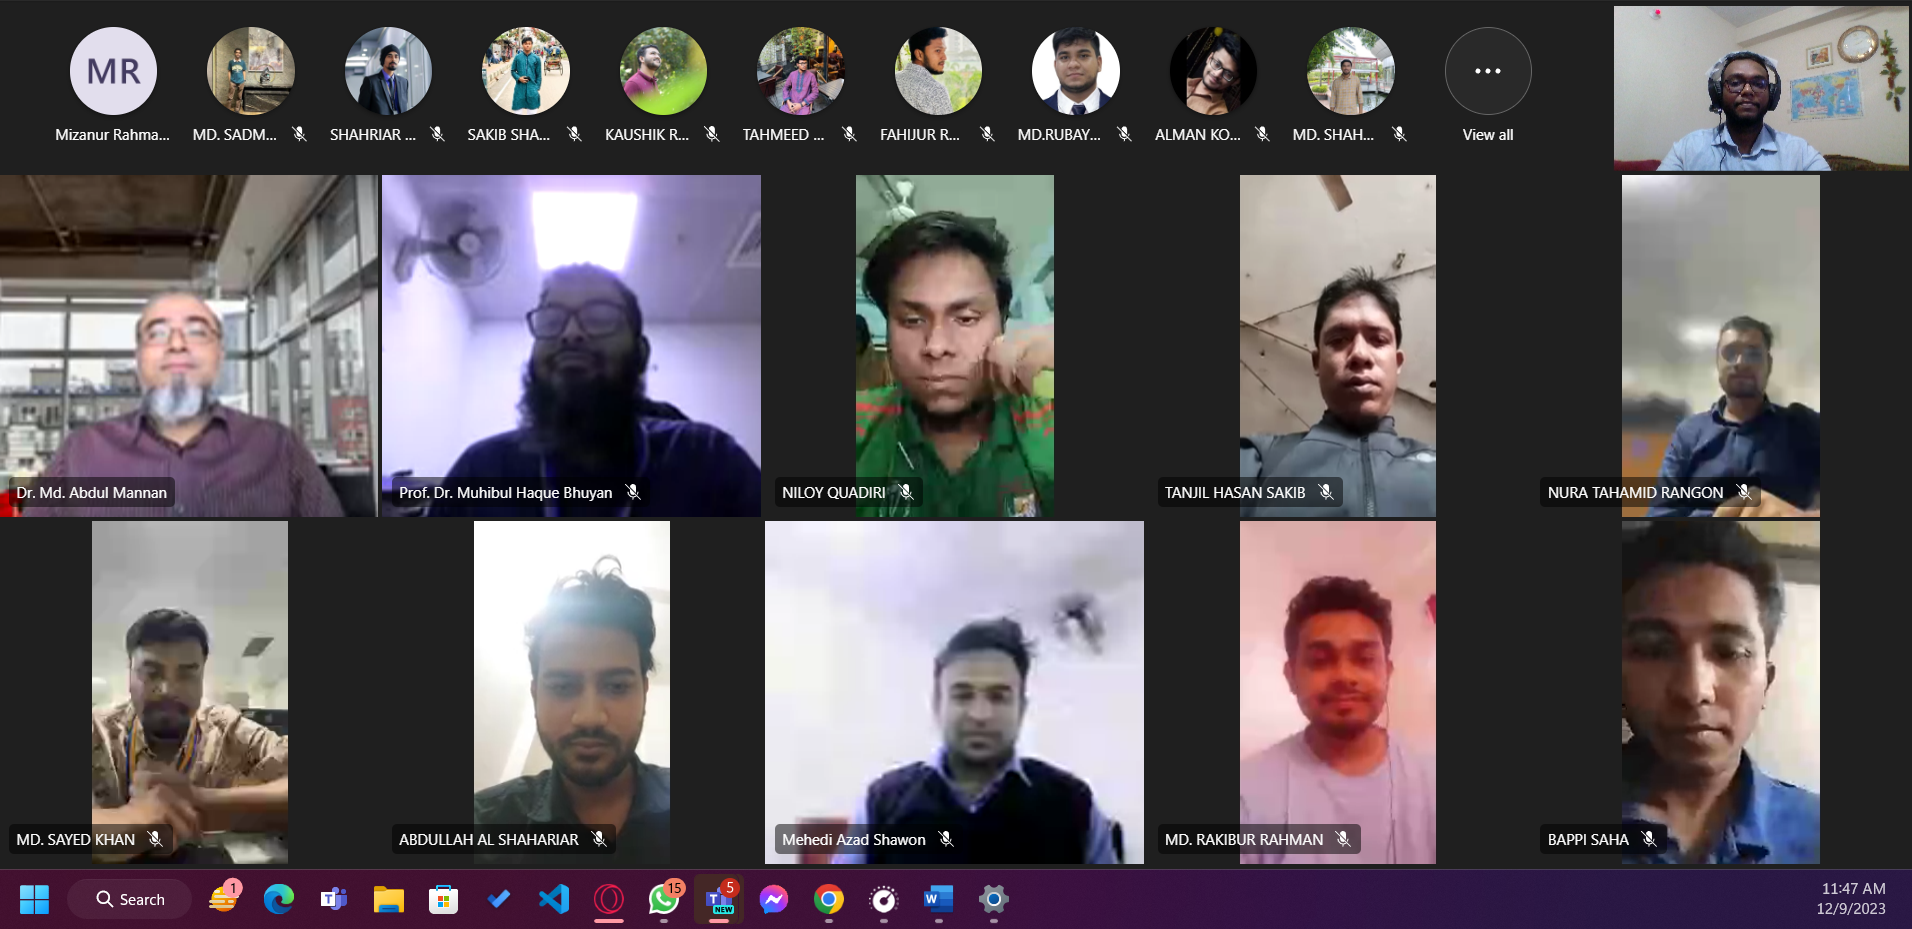 MR
Mizanur Rahma...
MD. SADM...
SHAHRIAR ...
SAKIB SHA...
KAUSHIK R...
TAHMEED ...
FAHIJUR R...
MD.RUBAY...
ALMAN KO...
MD. SHAH...
View all
Dr. Md. Abdul Mannan
Prof. Dr. Muhibul Haque Bhuyan
NILOY QUADIRI
TANJIL HASAN SAKIB
NURA TAHAMID RANGON
MD. SAYED KHAN
ABDULLAH AL SHAHARIAR
Mehedi Azad Shawon
MD. RAKIBUR RAHMAN
BAPPI SAHA
Search
1
15
5
NEW
11:47 AM
12/9/2023